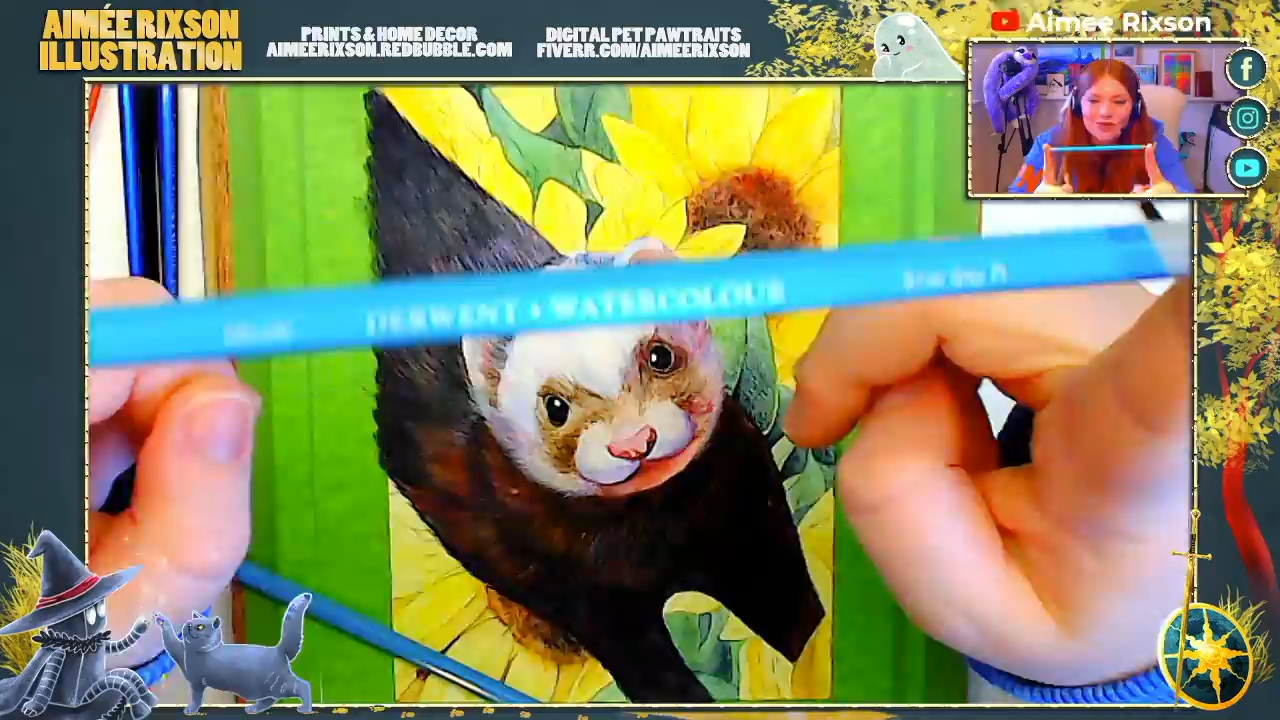 AIMÉE RIXSON
ILLUSTRATION
PRINTS & HOME DECOR
AIMEERIXSON.REDBUBBLE.COM
DIGITAL PET PAWTRAITS
FIVERR.COM/AIMEERIXSON
Aimee Rixson
DERWENT • WATERCOLOUR